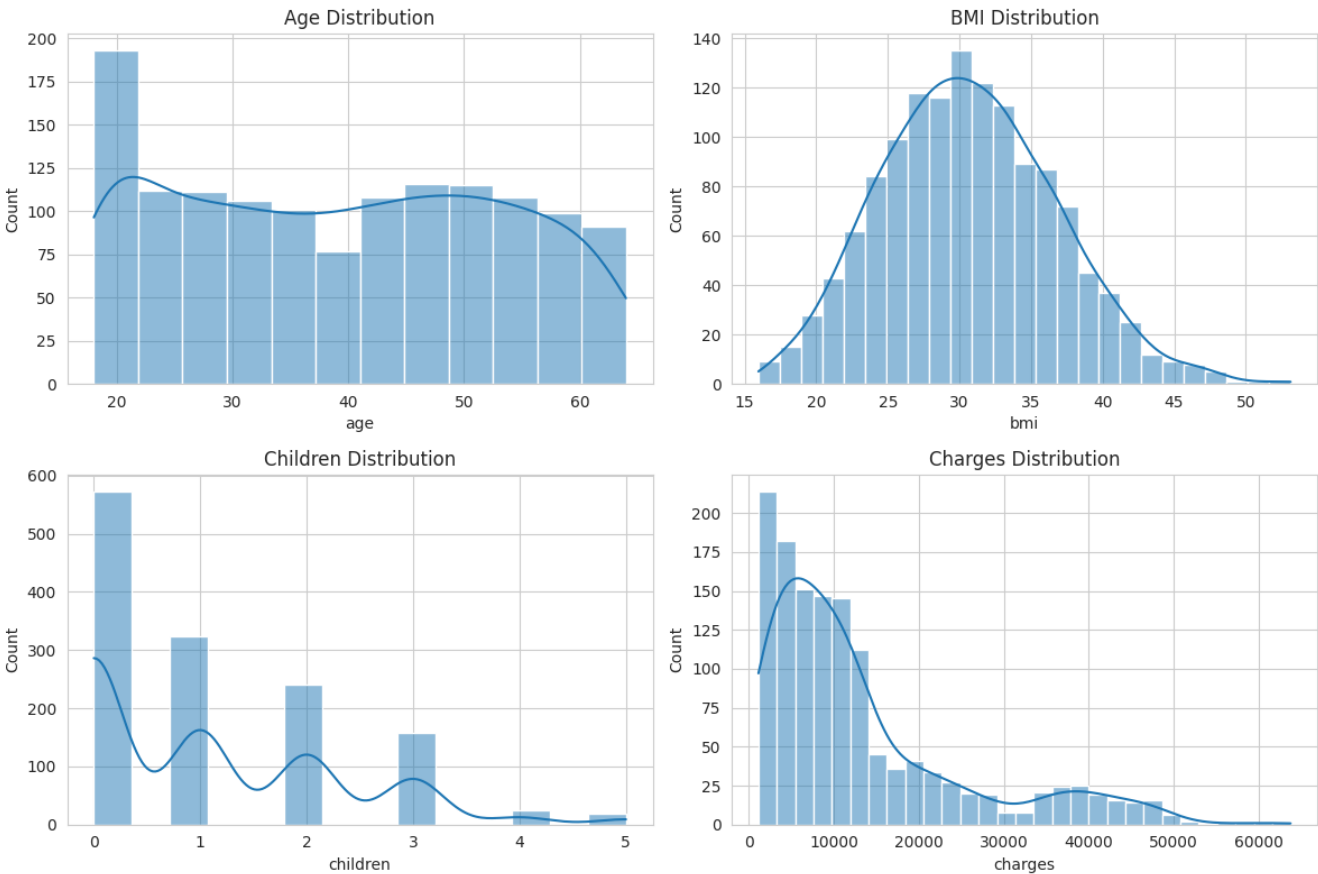 Age Distribution
200
175
150
125
100
75
50
25
0
Count
20 30 40 50 60
age
BMI Distribution
140
120
100
80
60
40
20
0
Count
15 20 25 30 35 40 45 50
bmi
Children Distribution
600
500
400
300
200
100
0
Count
0 1 2 3 4 5
children
Charges Distribution
200
175
150
125
100
75
50
25
0
Count
0 10000 20000 30000 40000 50000 60000
charges